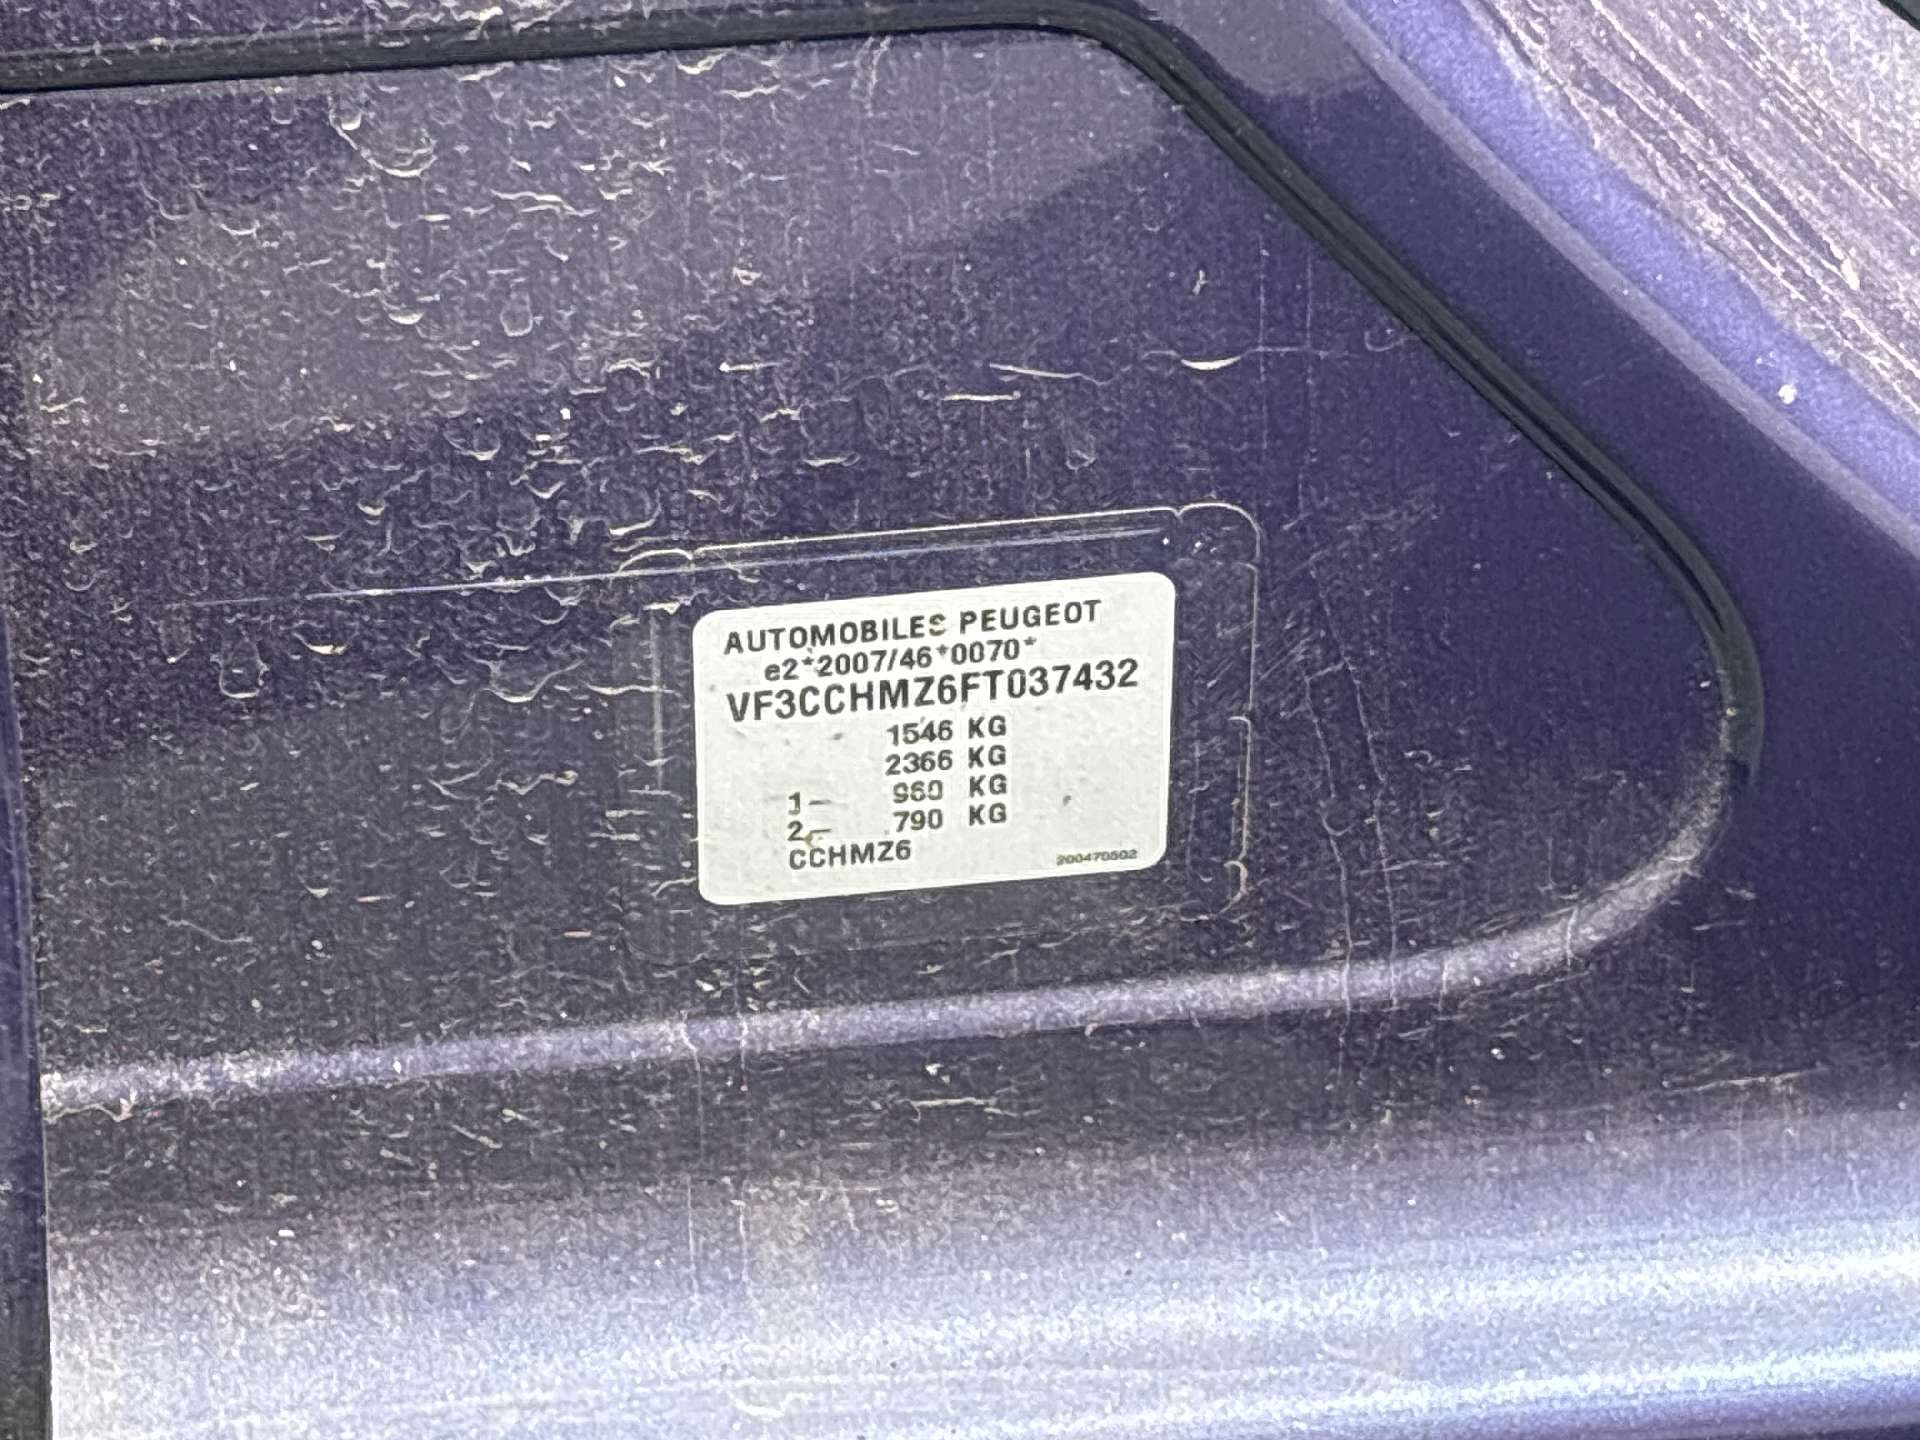 AUTOMOBILES PEUGEOT
e2*2007/46*0070*
VF3CCHMZ6FT037432
1546 KG
2366 KG
1- 960 KG
2- 790 KG
CCHMZ6
200470502